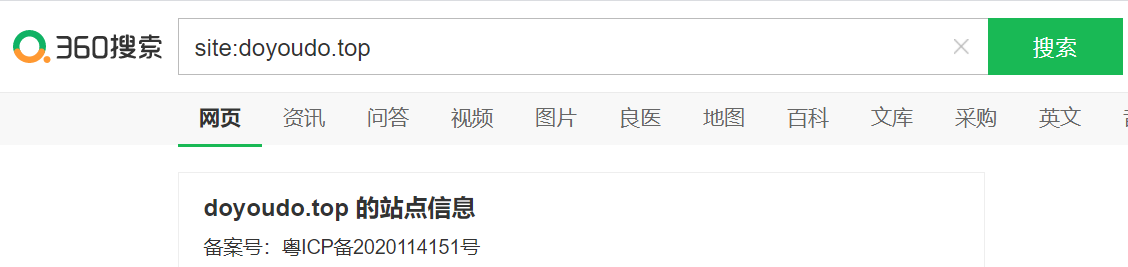 360搜索 site:doyoudo.top 搜索
网页 资讯 问答 视频 图片 良医 地图 百科 文库 采购 英文
doyoudo.top 的站点信息
备案号：粤ICP备2020114151号